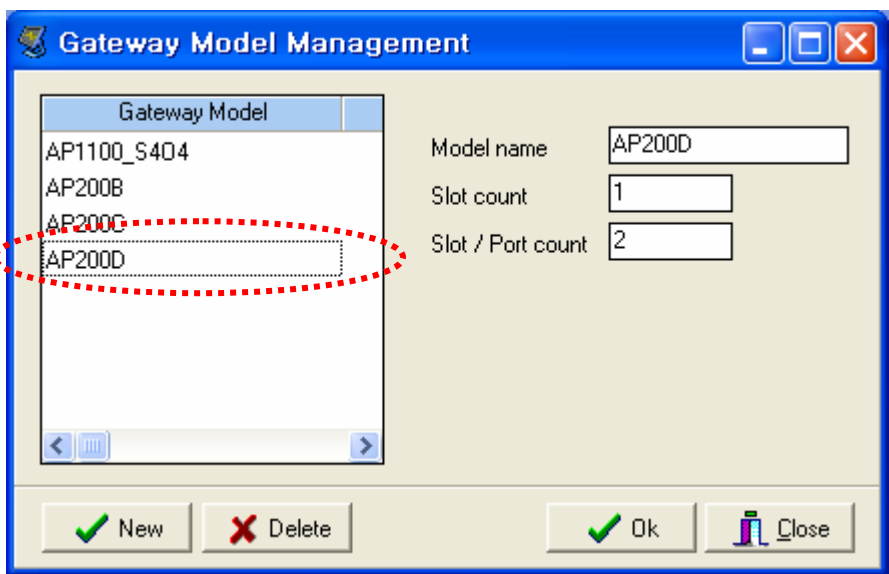 Gateway Model Management
Gateway Model
AP1100_S4O4
AP200B
AP200C
AP200D
Model name AP200D
Slot count 1
Slot / Port count 2
New Delete Ok Close